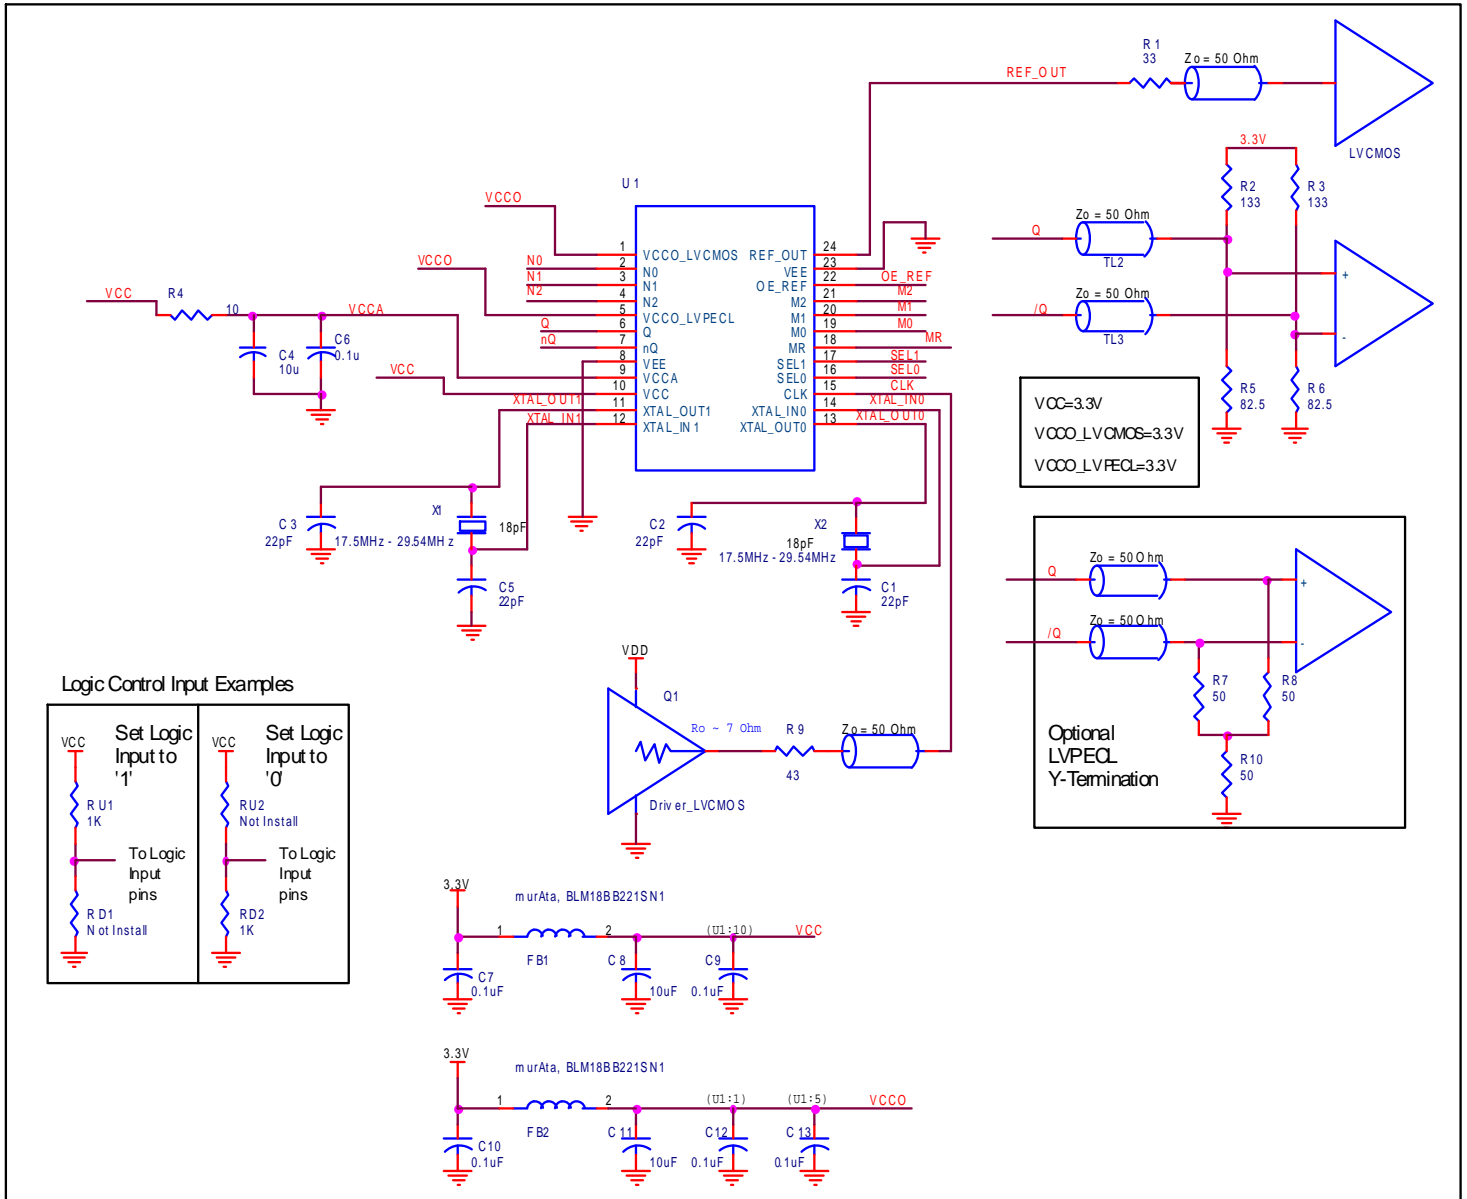 R1
33
Zo = 50 Ohm
REF_OUT
LVCMOS
3.3V
R2
133
R3
133
U1
VCCO
Zo = 50 Ohm
Q
TL2
+
Zo = 50 Ohm
/Q
TL3
-
R5
82.5
R6
82.5
VCCO
N0
N1
N2
Q
nQ
VCC
R4
10
VCCA
C4
10u
C6
0.1u
VCC
XTAL_OUT1
XTAL_IN1
1 VCCO_LVCMOS
2 N0
3 N1
4 N2
5 VCCO_LVPECL
6 Q
7 nQ
8 VEE
9 VCCA
10 VCC
11 XTAL_OUT1
12 XTAL_IN1
REF_OUT 24
VEE 23
OE_REF 22
M2 21
M1 20
M0 19
MR 18
SEL1 17
SEL0 16
CLK 15
XTAL_IN0 14
XTAL_OUT0 13
OE_REF
M2
M1
M0
MR
SEL1
SEL0
CLK
XTAL_IN0
XTAL_OUT0
VCC=3.3V
VCCO_LVCMOS=3.3V
VCCO_LVPECL=3.3V
C3
22pF
X1
17.5MHz - 29.54MHz
18pF
C5
22pF
C2
22pF
X2
18pF
17.5MHz - 29.54MHz
C1
22pF
Zo = 50 Ohm
Q
+
Zo = 50 Ohm
/Q
-
R7
50
R8
50
R10
50
Optional
LVPECL
Y-Termination
VDD
Q1
Ro ~ 7 Ohm
R9
43
Zo = 50 Ohm
Driver_LVCMOS
Logic Control Input Examples
Set Logic
Input to
'1'
VCC
RU1
1K
To Logic
Input
pins
RD1
Not Install
Set Logic
Input to
'0'
VCC
RU2
Not Install
To Logic
Input
pins
RD2
1K
3.3V
murAta, BLM18BB221SN1
1
2
(U1:10)
VCC
FB1
C7
0.1uF
C8
10uF
C9
0.1uF
3.3V
murAta, BLM18BB221SN1
1
2
(U1:1)
(U1:5)
VCCO
FB2
C10
0.1uF
C11
10uF
C12
0.1uF
C13
0.1uF